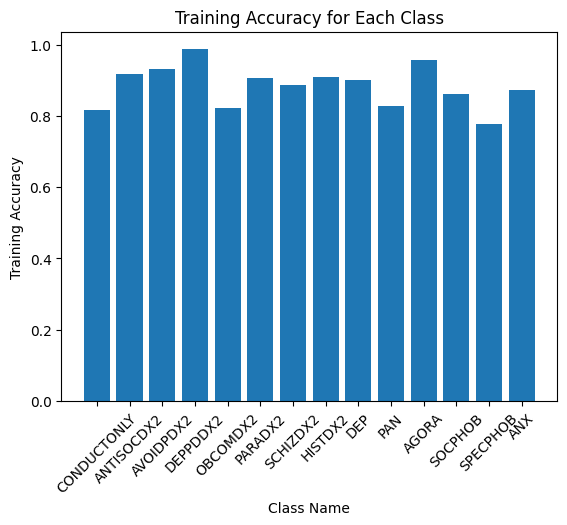 Training Accuracy for Each Class
Training Accuracy
1.0
0.8
0.6
0.4
0.2
0.0
CONDUCTONLY
ANTISOCDX2
AVOIDPDX2
DEPPDDX2
OBCOMDX2
PARADX2
SCHIZDX2
HISTDX2
DEP
PAN
AGORA
SOCPHOB
SPECPHOB
ANX
Class Name